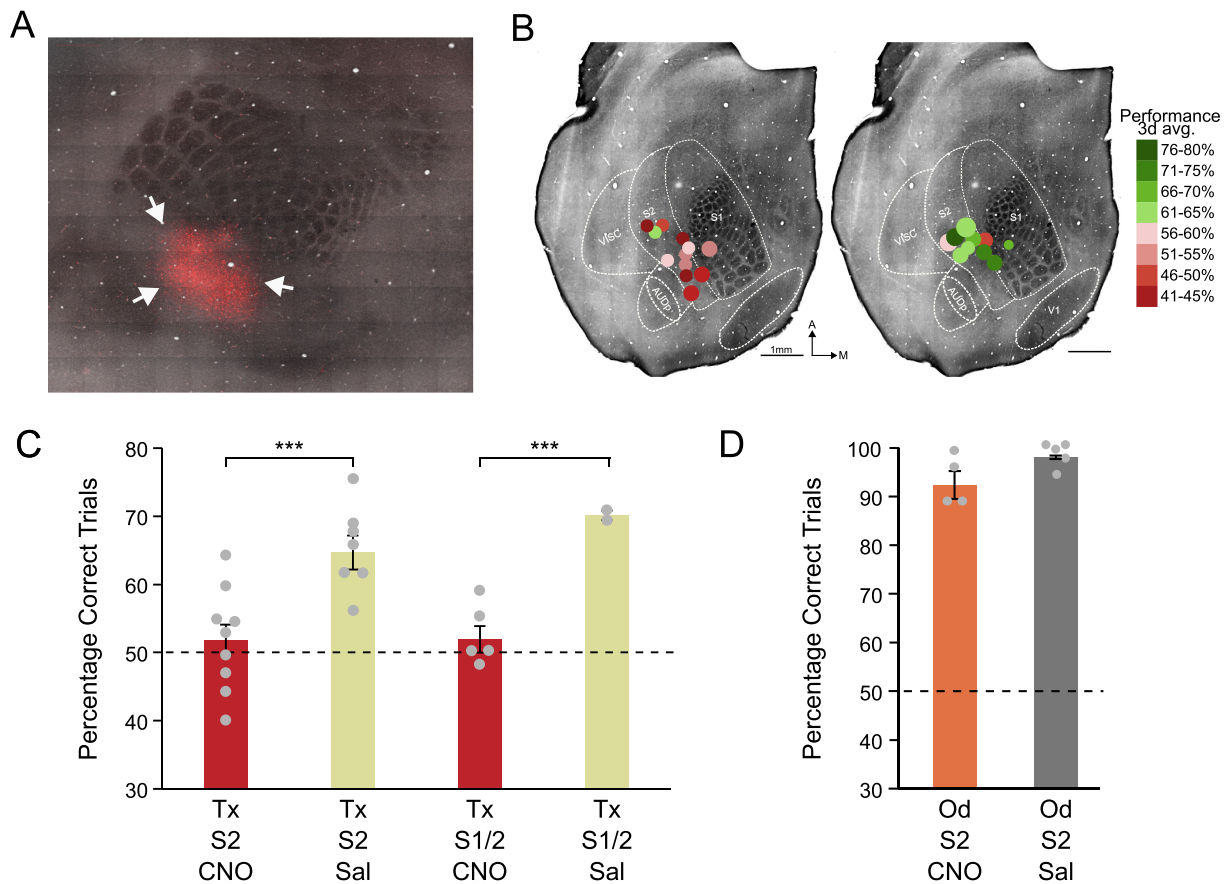 A
B
VISC
S2
S1
AUDp
A
M
1mm
VISC
S2
S1
AUDp
V1
Performance
3d avg.
76-80%
71-75%
66-70%
61-65%
56-60%
51-55%
46-50%
41-45%
C
Percentage Correct Trials
80
70
60
50
40
30
***
***
Tx
S2
CNO
Tx
S2
Sal
Tx
S1/2
CNO
Tx
S1/2
Sal
D
Percentage Correct Trials
100
90
80
70
60
50
40
30
Od
S2
CNO
Od
S2
Sal